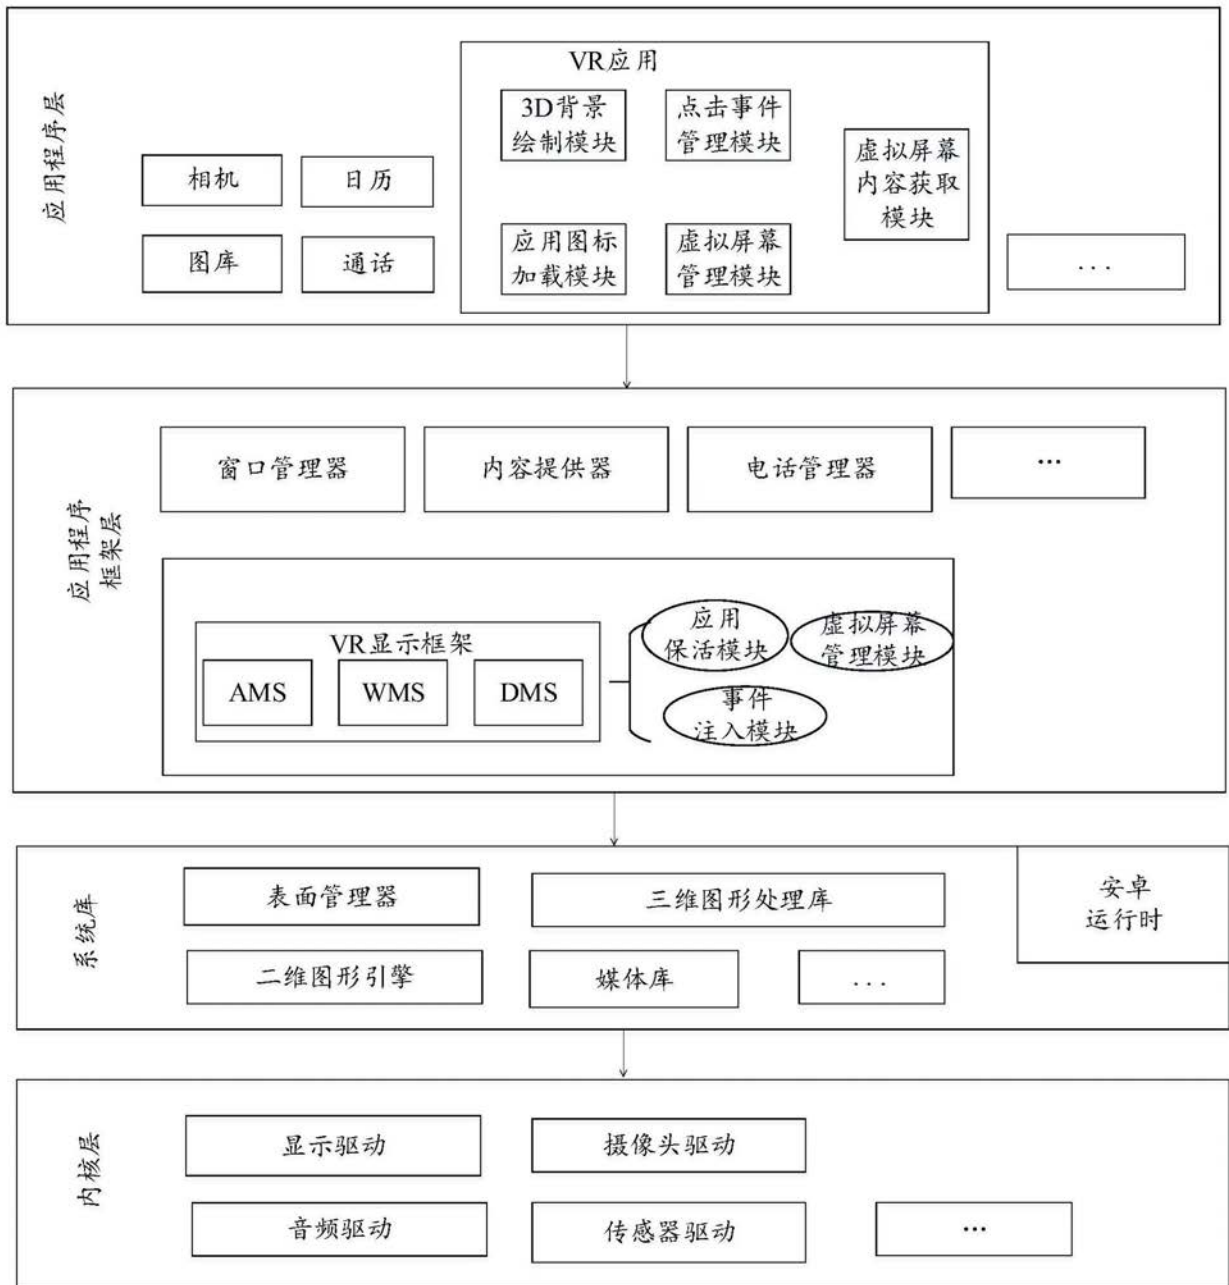 应用程序层
VR应用
3D背景
绘制模块
点击事件
管理模块
虚拟屏幕
内容获取
模块
相机
日历
应用图标
加载模块
虚拟屏幕
管理模块
图库
通话
...
应用程序
框架层
窗口管理器
内容提供器
电话管理器
...
VR显示框架
AMS
WMS
DMS
应用
保活模块
虚拟屏幕
管理模块
事件
注入模块
系统库
表面管理器
三维图形处理库
安卓
运行时
二维图形引擎
媒体库
...
内核层
显示驱动
摄像头驱动
音频驱动
传感器驱动
...